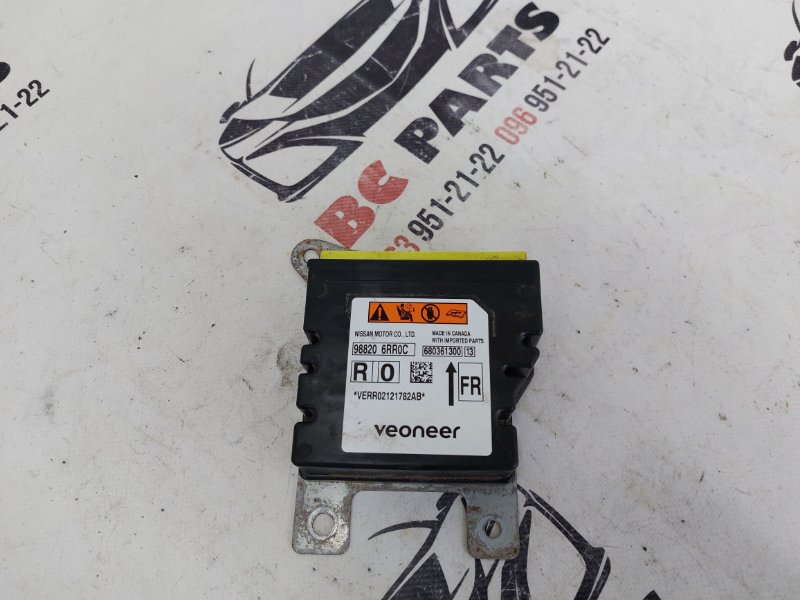 BC PARTS
096 951-21-22
951-21-22
21-22
NISSAN MOTOR CO., LTD.
MADE IN CANADA
WITH IMPORTED PARTS
98820 6RR0C
680361300 13
R 0
FR
*VERR02121782AB*
veoneer